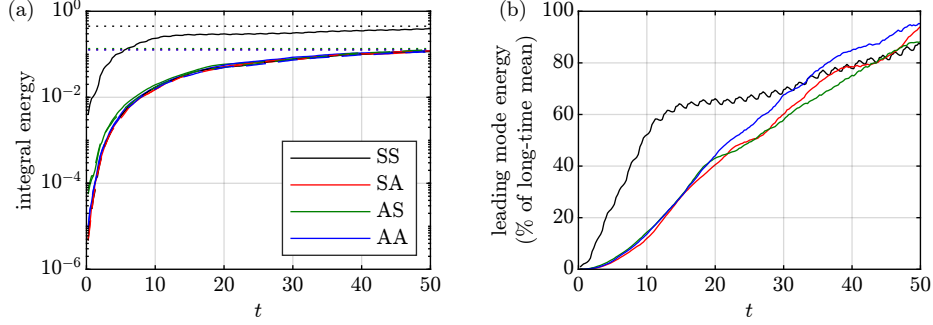 (a)
10^0
10^-2
10^-4
10^-6
integral energy
0
10
20
30
40
50
t
SS
SA
AS
AA
(b)
100
80
60
40
20
0
leading mode energy
(% of long-time mean)
0
10
20
30
40
50
t